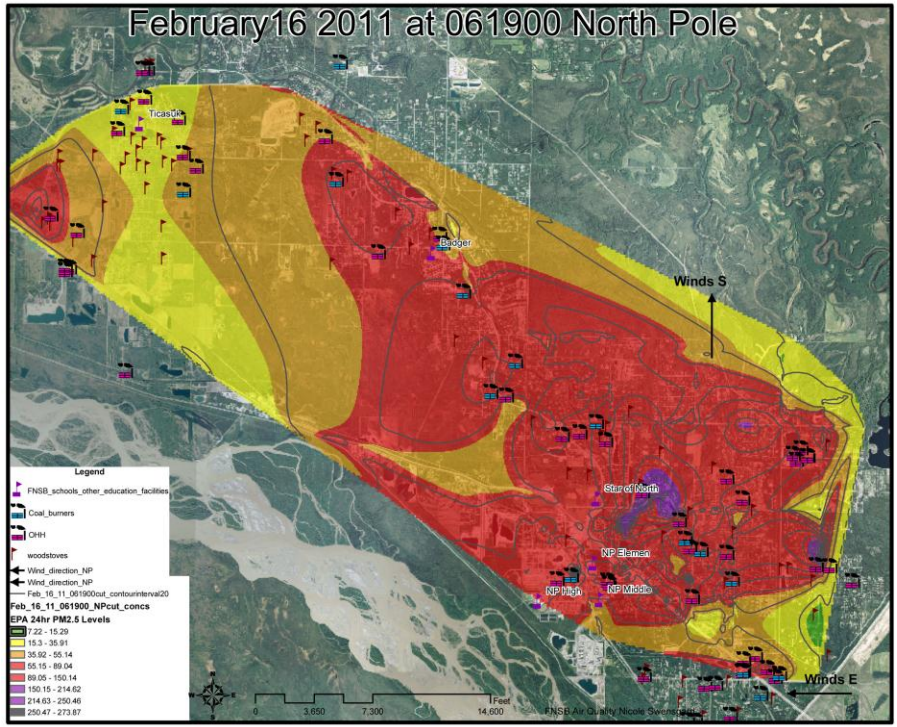 February16 2011 at 061900 North Pole
Ticasuk
Badger
Winds S
Star of North
NP Elemen
NP High
NP Middle
Winds E
Legend
FNSB_schools_other_education_facilities
Coal_burners
OHH
woodstoves
Wind_direction_NP
Wind_direction_NP
Feb_16_11_061900cut_contourinterval20
Feb_16_11_061900_NPcut_concs
EPA 24hr PM2.5 Levels
7.22 - 15.29
15.3 - 35.91
35.92 - 55.14
55.15 - 89.04
89.05 - 150.14
150.15 - 214.62
214.63 - 250.46
250.47 - 273.87
N
W E
S
Feet
0 3,650 7,300 14,600
FNSB Air Quality Nicole